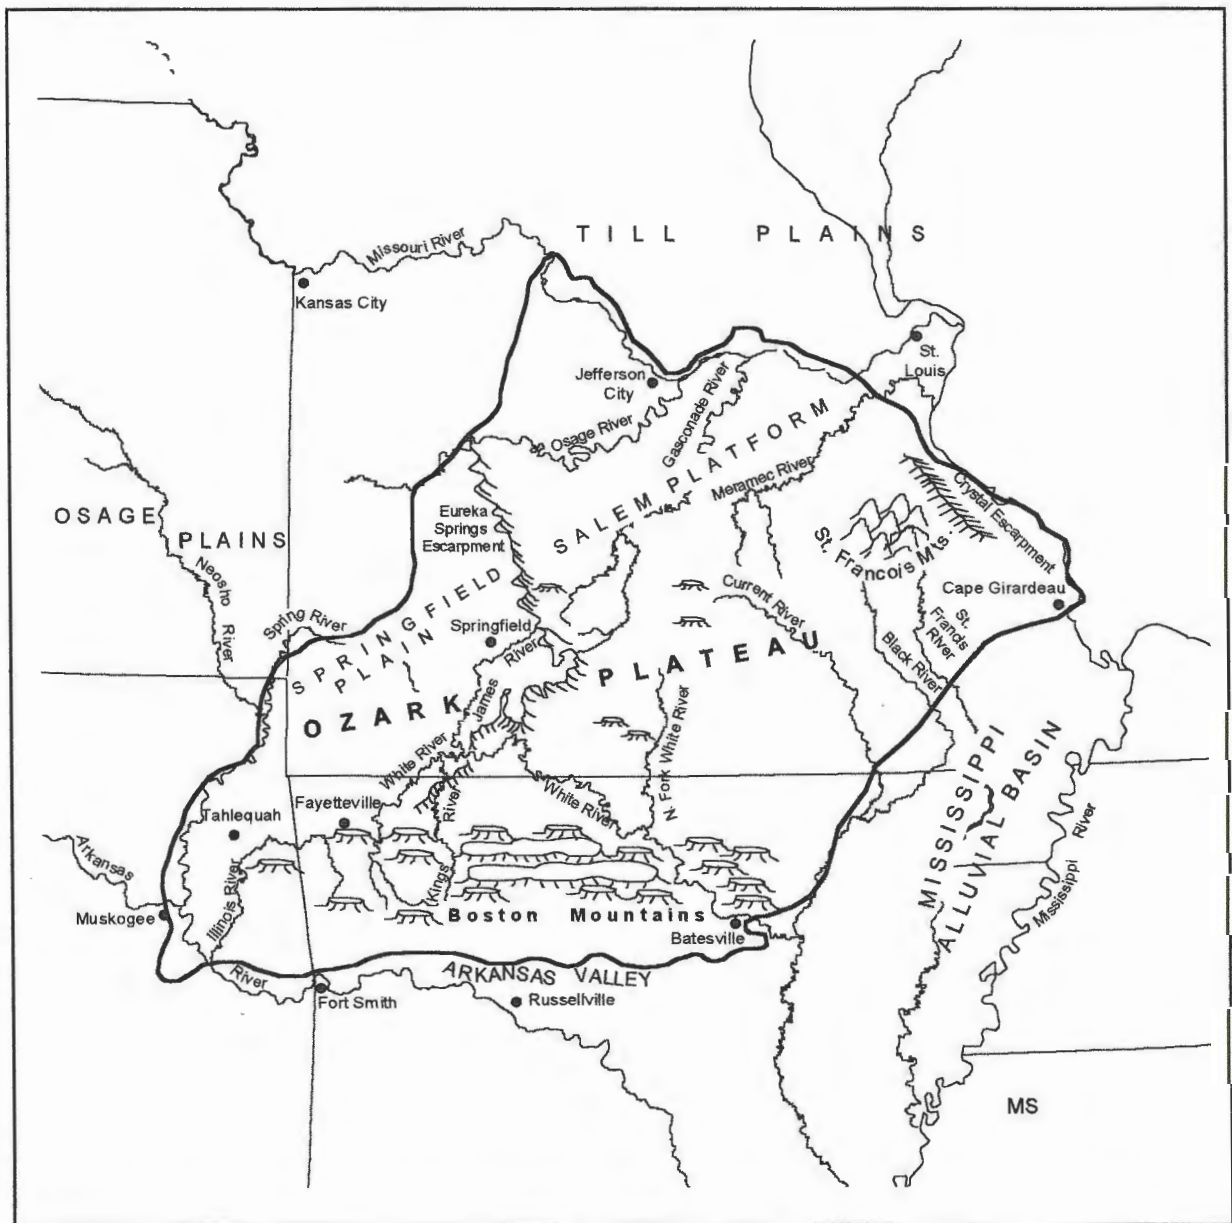 TILL PLAINS
Missouri River
Kansas City
St.
Louis
Jefferson
City
Gasconade River
Osage River
SALEM PLATFORM
Meramec River
Crystal Escarpment
OSAGE
PLAINS
Eureka
Springs
Escarpment
St. Francois Mts.
Neosho
River
Spring River
SPRINGFIELD
PLAIN
Springfield
Current River
Cape Girardeau
St.
Francis
River
Black River
OZARK
PLATEAU
James
River
White River
N. Fork White River
White River
MISSISSIPPI
ALLUVIAL BASIN
Mississippi
River
Tahlequah
Fayetteville
River
Kings
Arkansas
Illinois River
Muskogee
Boston Mountains
Batesville
River
Fort Smith
ARKANSAS VALLEY
Russellville
MS